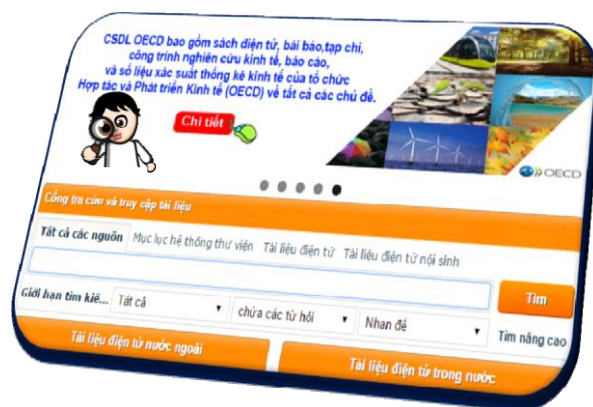 CSDL OECD bao gồm sách điện tử, bài báo,tạp chí,
công trình nghiên cứu kinh tế, báo cáo,
và số liệu xác suất thống kê kinh tế của tổ chức
Hợp tác và Phát triển Kinh tế (OECD) về tất cả các chủ đề.
Chi tiết
OECD
Cổng tra cứu và truy cập tài liệu
Tất cả các nguồn Mục lục hệ thống thư viện Tài liệu điện tử Tài liệu điện tử nội sinh
Tìm
Giới hạn tìm kiế... Tất cả chứa các từ hỏi Nhan đề Tìm nâng cao
Tài liệu điện tử nước ngoài Tài liệu điện tử trong nước